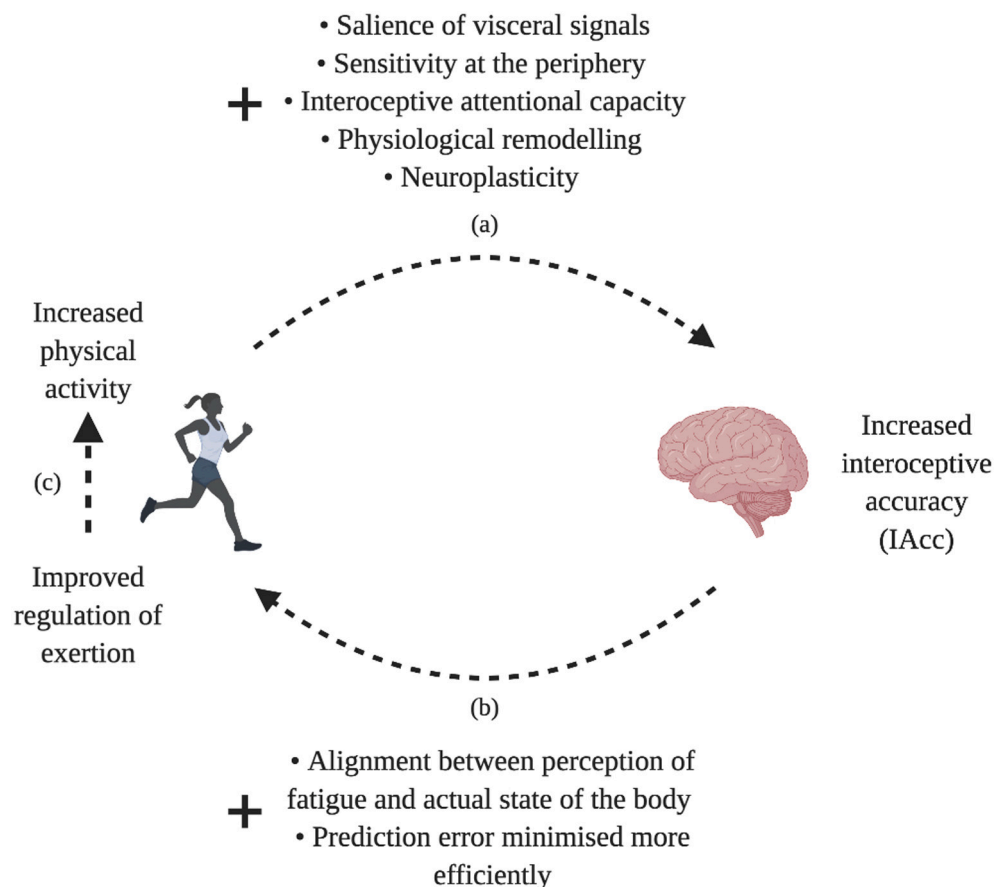 • Salience of visceral signals
• Sensitivity at the periphery
+ • Interoceptive attentional capacity
• Physiological remodelling
• Neuroplasticity
(a)
Increased
physical
activity
(c)
Improved
regulation of
exertion
Increased
interoceptive
accuracy
(IAcc)
(b)
• Alignment between perception of
+ fatigue and actual state of the body
• Prediction error minimised more
efficiently